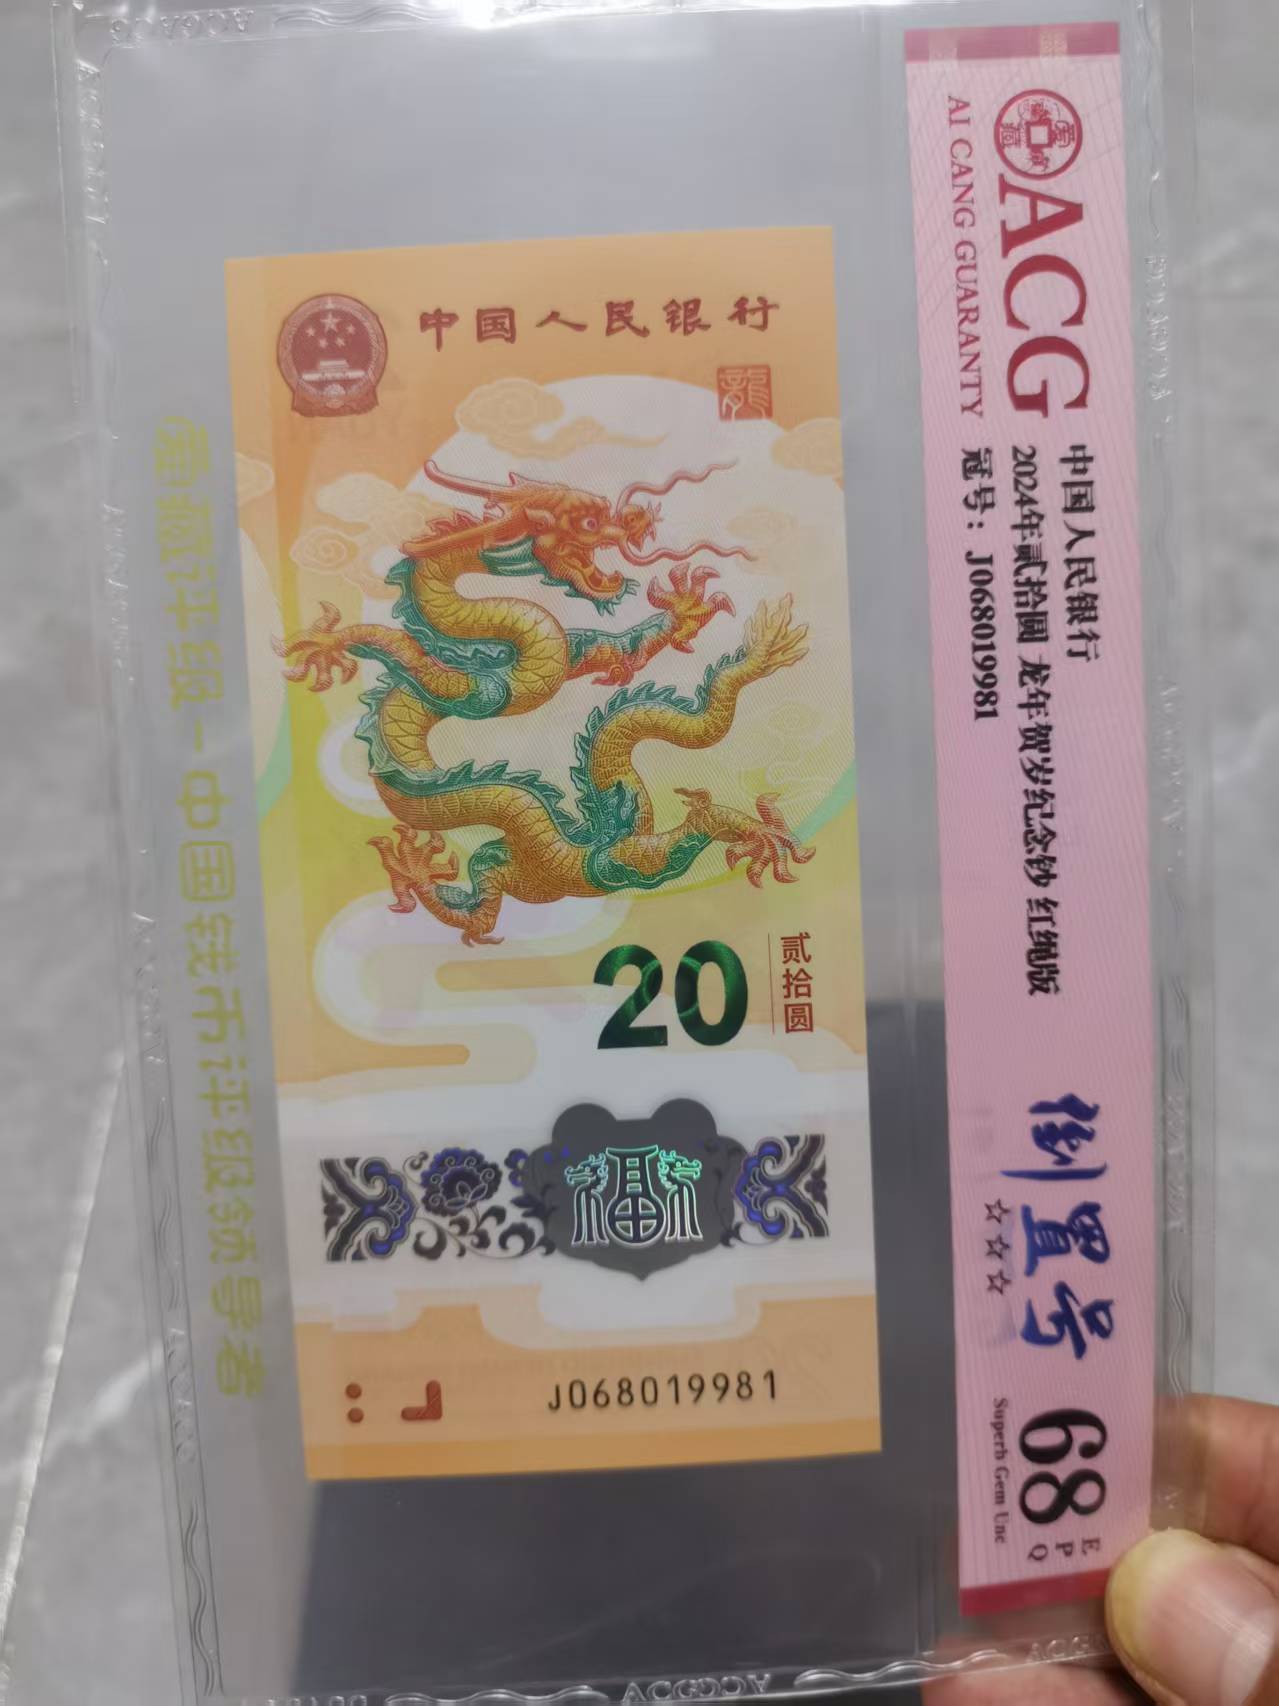 中国人民银行
龍
20
贰拾圆
福
J068019981
ACG
AI CANG GUARANTY
中国人民银行
2024年贰拾圆 龙年贺岁纪念钞 红绳版
冠号：J068019981
倒置号
☆☆☆
68
EPQ
Superb Gem Unc
爱藏评级-中国钱币评级领导者